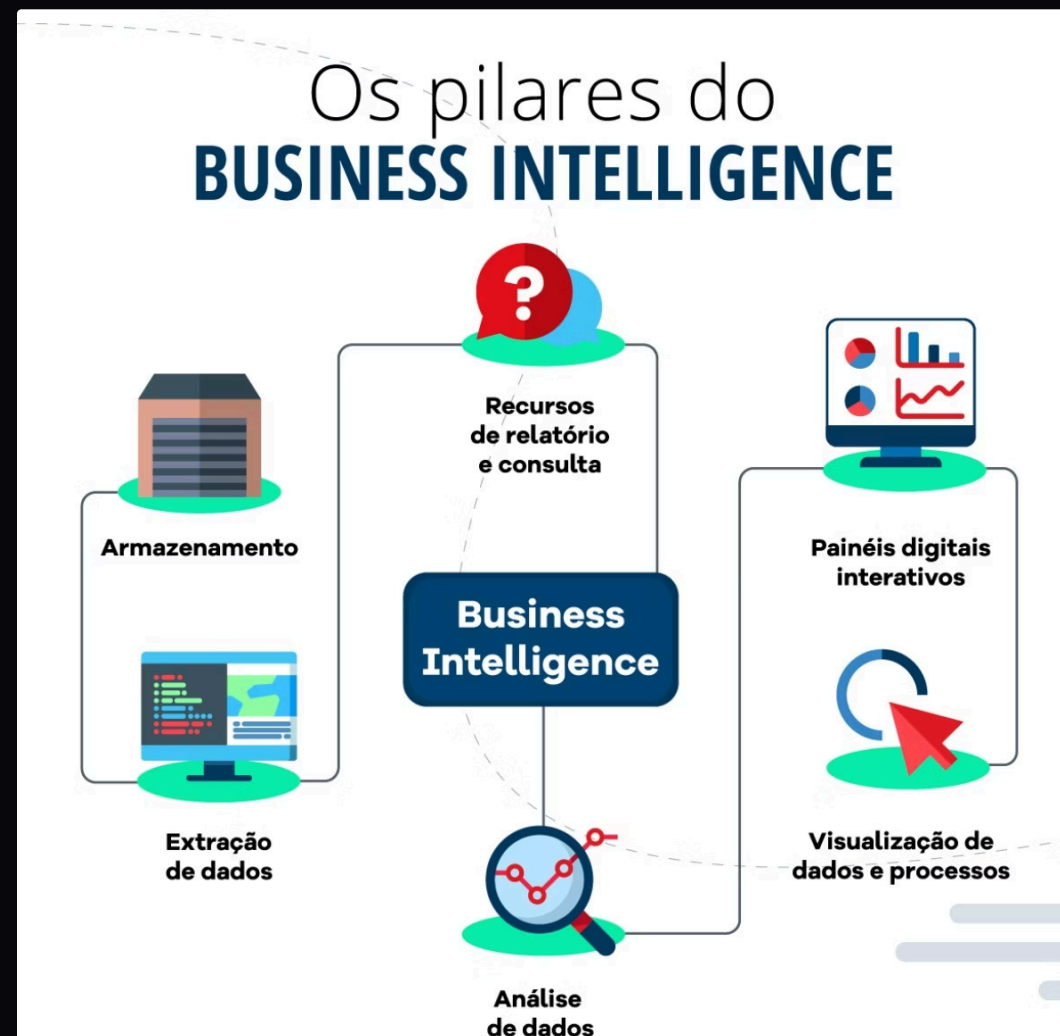 Os pilares do
BUSINESS INTELLIGENCE
?
Recursos
de relatório
e consulta
Armazenamento
Painéis digitais
interativos
Business
Intelligence
Extração
de dados
Visualização de
dados e processos
Análise
de dados